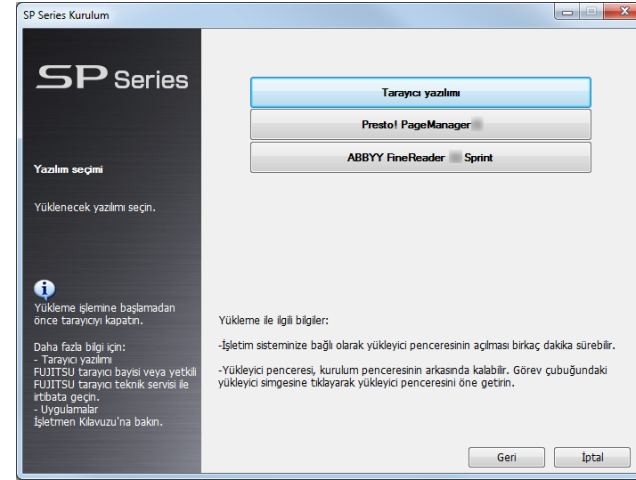 SP Series Kurulum
SP Series
Yazılım seçimi
Yüklenecek yazılımı seçin.
Yükleme işlemine başlamadan
önce tarayıcıyı kapatın.
Daha fazla bilgi için:
- Tarayıcı yazılımı
FUJITSU tarayıcı bayisi veya yetkili
FUJITSU tarayıcı teknik servisi ile
irtibata geçin.
- Uygulamalar
İşletmen Kılavuzu'na bakın.
Tarayıcı yazılımı
Presto! PageManager
ABBYY FineReader Sprint
Yükleme ile ilgili bilgiler:
-İşletim sisteminize bağlı olarak yükleyici penceresinin açılması birkaç dakika sürebilir.
-Yükleyici penceresi, kurulum penceresinin arkasında kalabilir. Görev çubuğundaki
yükleyici simgesine tıklayarak yükleyici penceresini öne getirin.
Geri
İptal